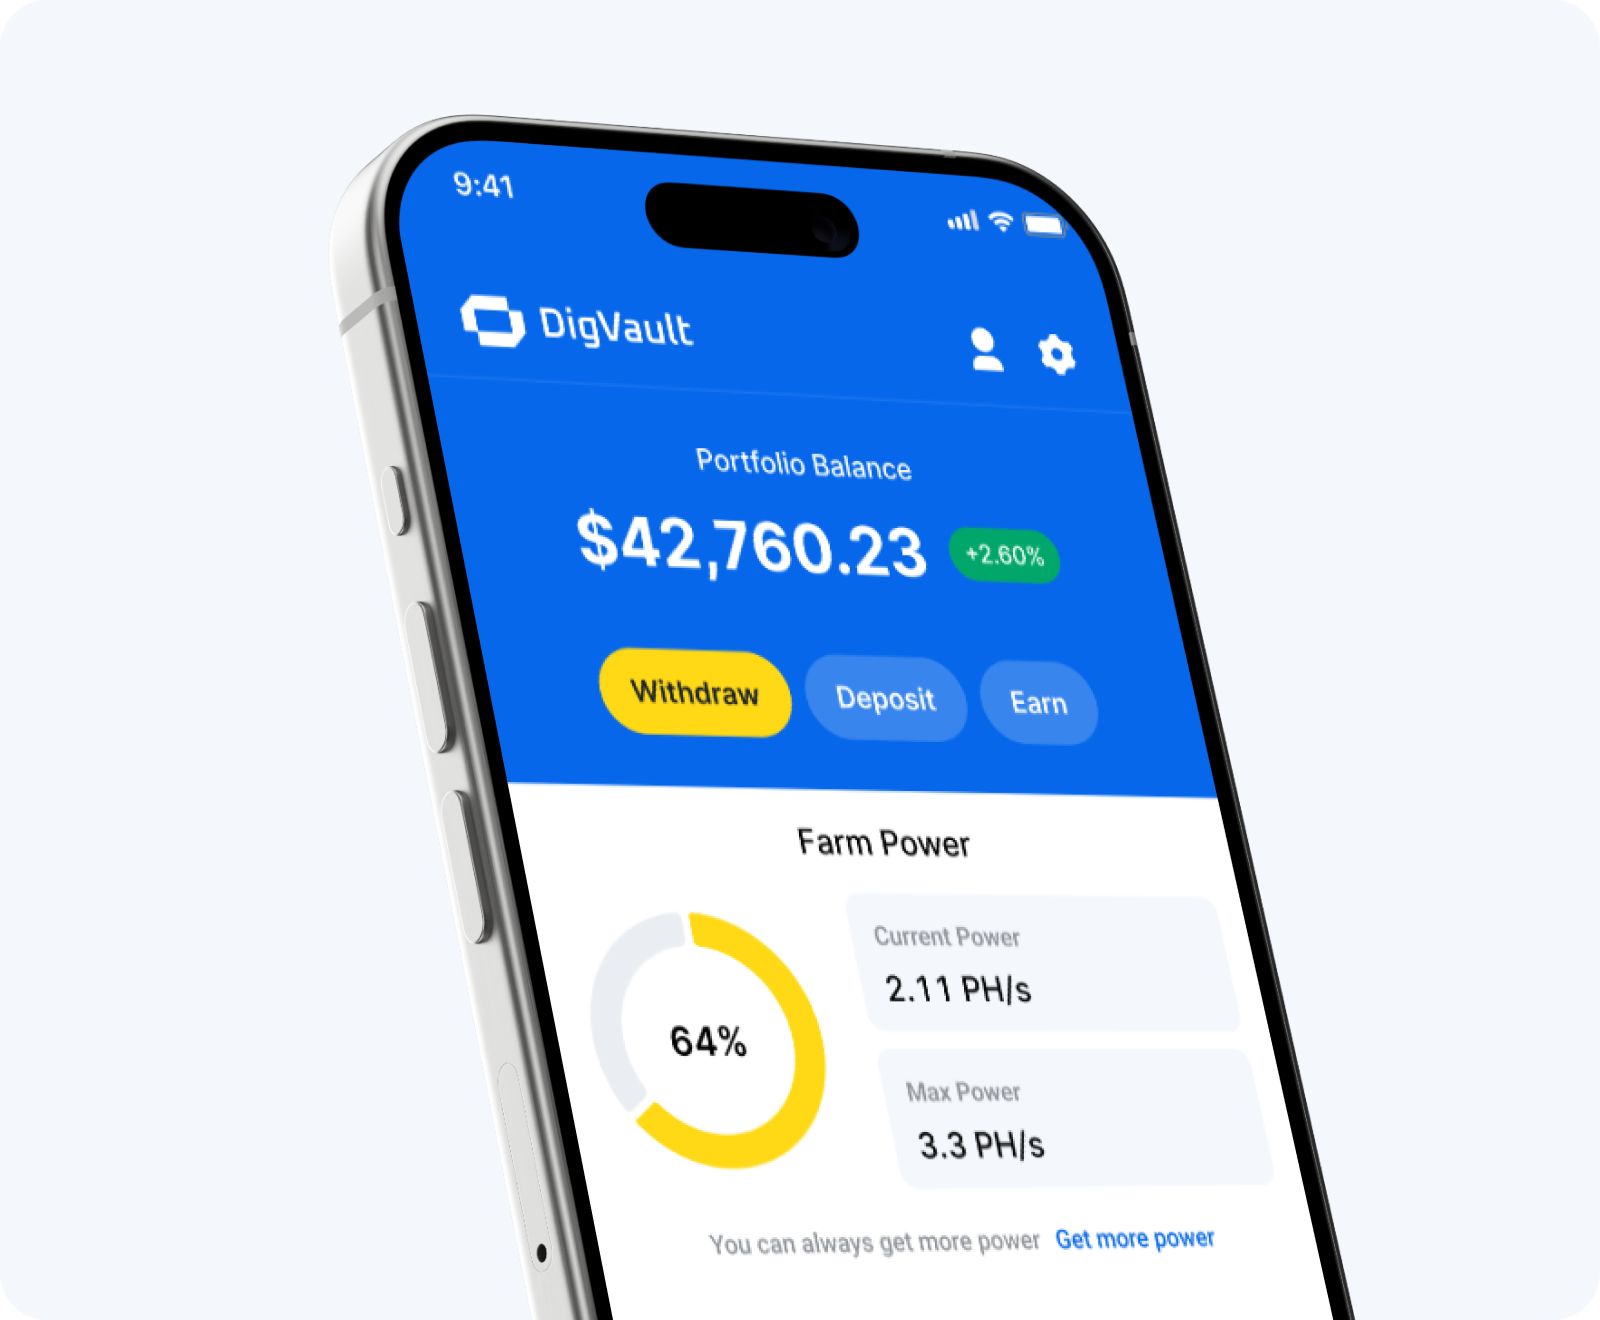 9:41
DigVault
Portfolio Balance
$42,760.23 +2.60%
Withdraw Deposit Earn
Farm Power
64%
Current Power
2.11 PH/s
Max Power
3.3 PH/s
You can always get more power Get more power